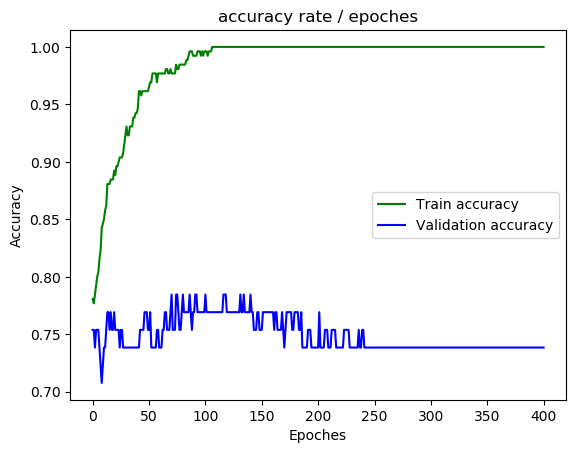 accuracy rate / epoches
1.00
0.95
0.90
0.85
0.80
0.75
0.70
Accuracy
Train accuracy
Validation accuracy
0 50 100 150 200 250 300 350 400
Epoches